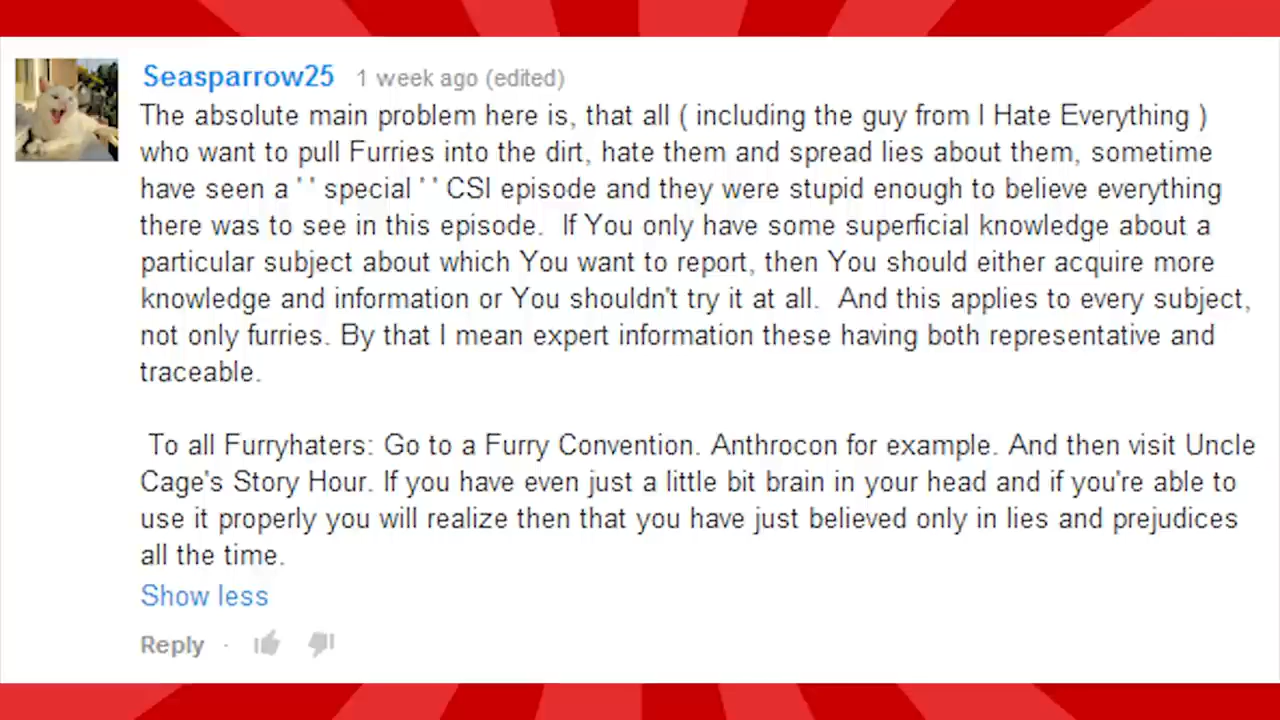 Seasparrow25 1 week ago (edited)
The absolute main problem here is, that all ( including the guy from I Hate Everything )
who want to pull Furries into the dirt, hate them and spread lies about them, sometime
have seen a ' ' special ' ' CSI episode and they were stupid enough to believe everything
there was to see in this episode.  If You only have some superficial knowledge about a
particular subject about which You want to report, then You should either acquire more
knowledge and information or You shouldn't try it at all.  And this applies to every subject,
not only furries. By that I mean expert information these having both representative and
traceable.
To all Furryhaters: Go to a Furry Convention. Anthrocon for example. And then visit Uncle
Cage's Story Hour. If you have even just a little bit brain in your head and if you're able to
use it properly you will realize then that you have just believed only in lies and prejudices
all the time.
Show less
Reply ·